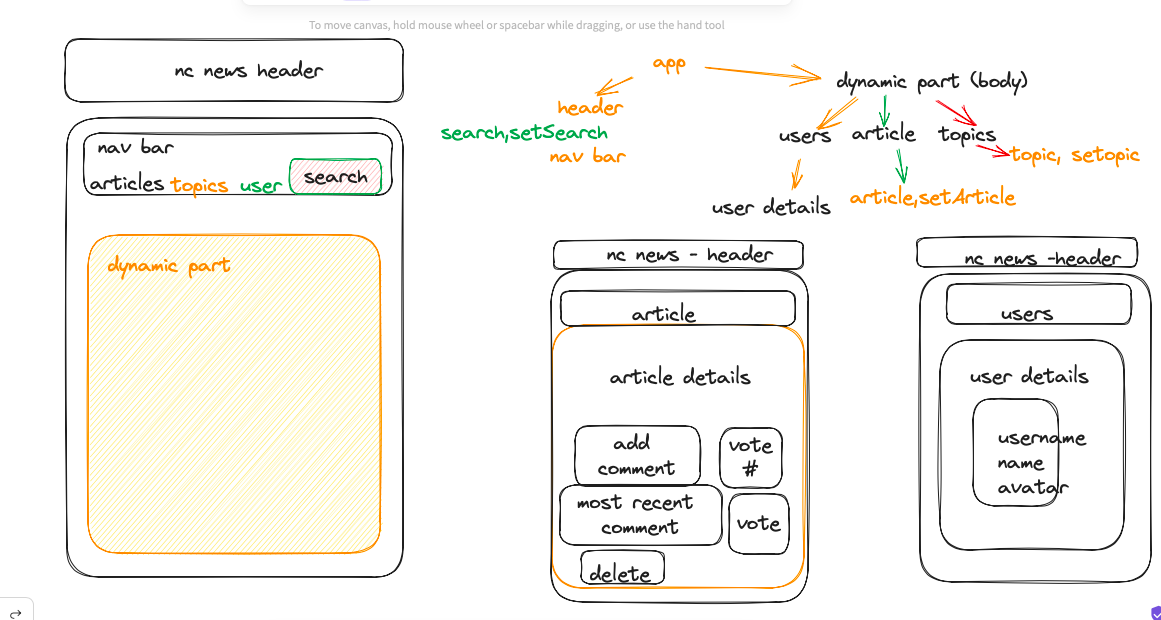 To move canvas, hold mouse wheel or spacebar while dragging, or use the hand tool
nc news header
nav bar
articles topics user search
dynamic part
app
header
search,setSearch
nav bar
dynamic part (body)
users article topics
topic, setopic
user details
article,setArticle
nc news - header
article
article details
add
comment
vote
#
most recent
comment
vote
delete
nc news -header
users
user details
username
name
avatar